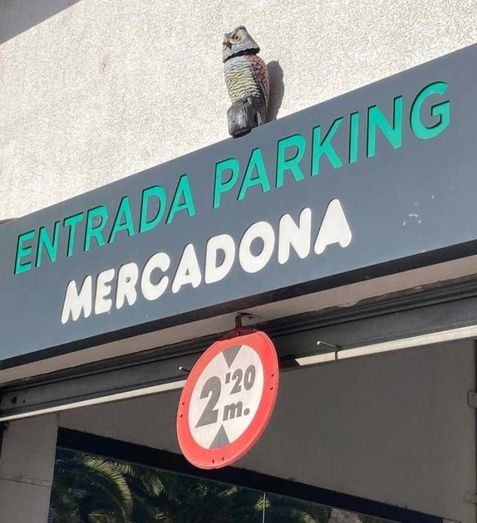 ENTRADA PARKING
MERCADONA
2'20
m.